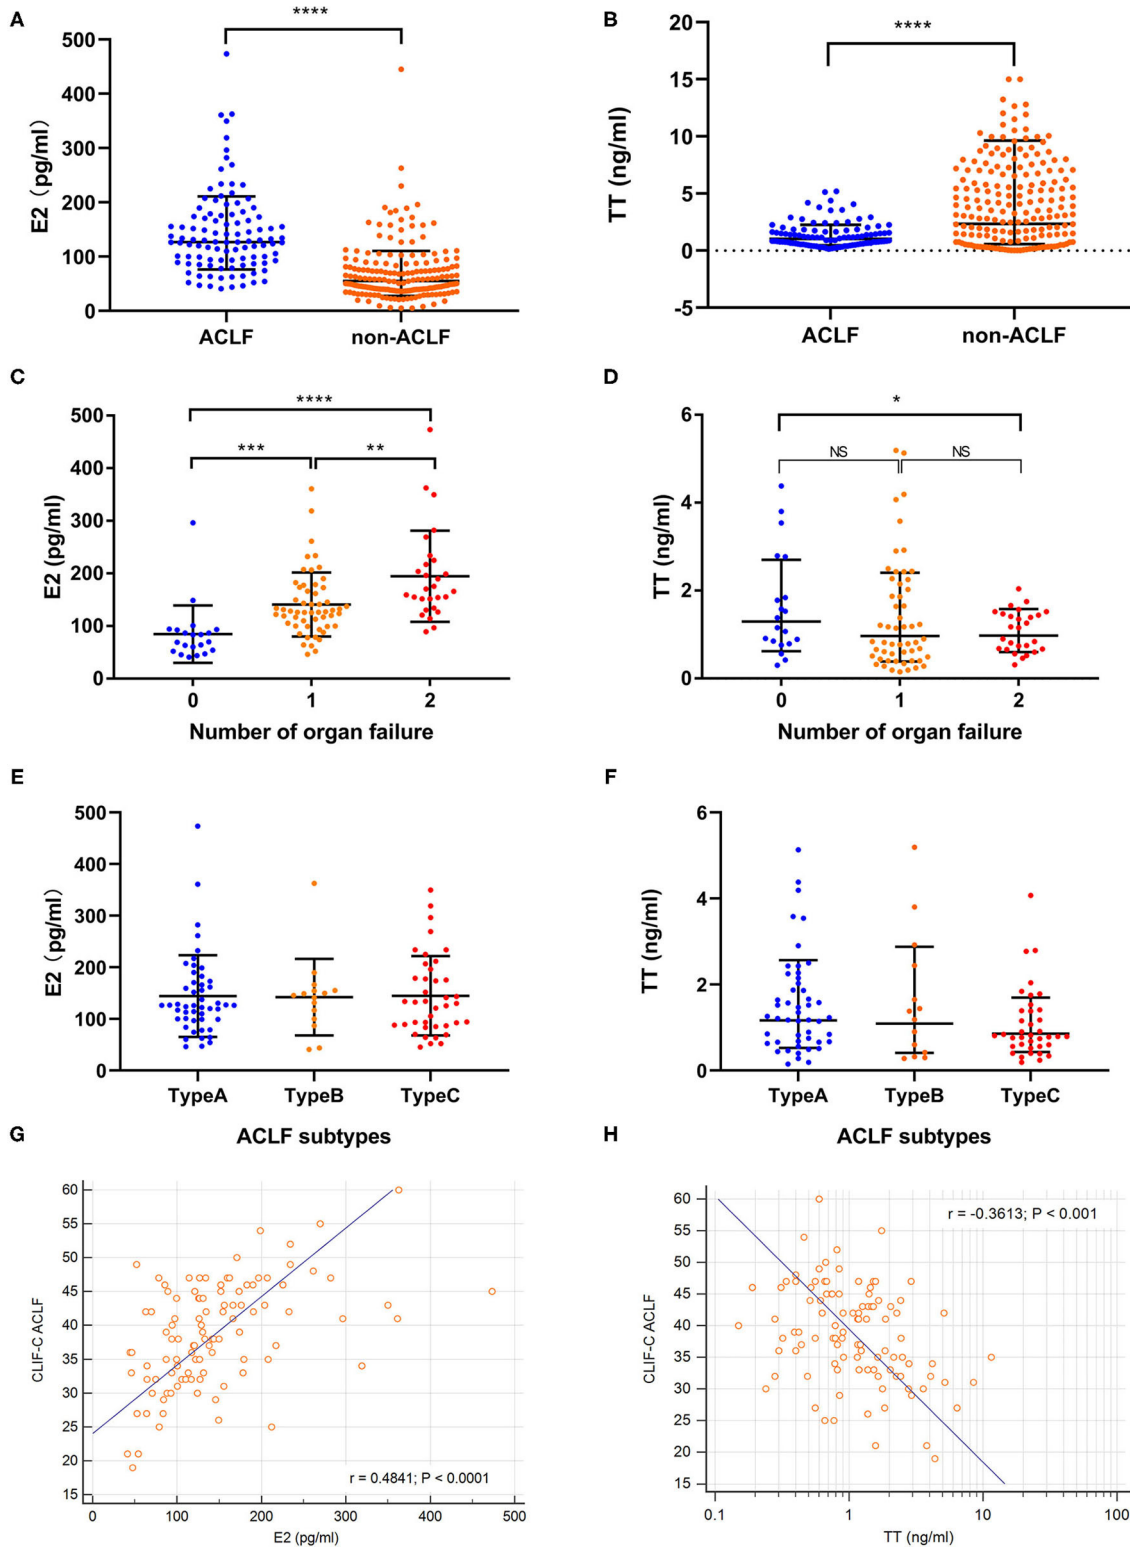 A
****
500
400
300
200
100
0
E2 (pg/ml)
ACLF
non-ACLF
B
****
20
15
10
5
0
-5
TT (ng/ml)
ACLF
non-ACLF
C
****
***
**
500
400
300
200
100
0
E2 (pg/ml)
0
1
2
Number of organ failure
D
*
NS
NS
6
4
2
0
TT (ng/ml)
0
1
2
Number of organ failure
E
500
400
300
200
100
0
E2 (pg/ml)
TypeA
TypeB
TypeC
ACLF subtypes
F
6
4
2
0
TT (ng/ml)
TypeA
TypeB
TypeC
ACLF subtypes
G
60
55
50
45
40
35
30
25
20
15
CLIF-C ACLF
r = 0.4841; P < 0.0001
0
100
200
300
400
500
E2 (pg/ml)
H
60
55
50
45
40
35
30
25
20
15
CLIF-C ACLF
r = -0.3613; P < 0.001
0.1
1
10
100
TT (ng/ml)